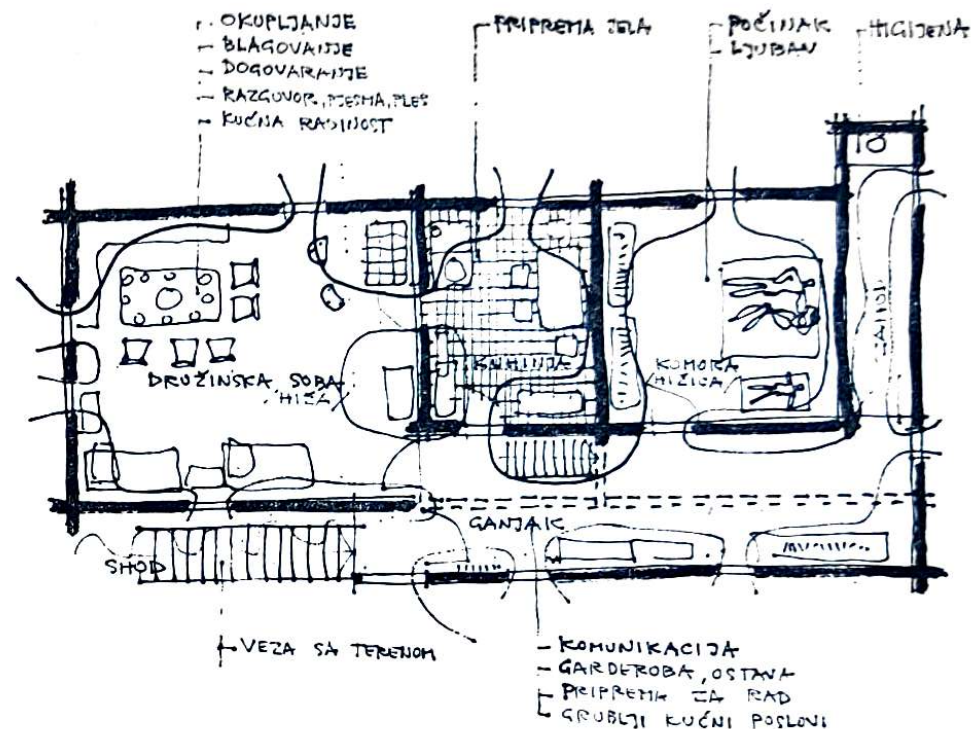 - OKUPLJANJE
- BLAGOVANJE
- DOGOVARANJE
- RAZGOVOR, PJESMA, PLES
- KUĆNA RADINOST
PRIPREMA JELA
- POČINAK
- LJUBAV
HIGIJENA
DRUŽINSKA SOBA
HIŽA
KUHINJA
KOMORA
HIŽICA
GANJAK
SHOD
VEZA SA TERENOM
- KOMUNIKACIJA
- GARDEROBA, OSTAVA
- PRIPREMA ZA RAD
- GRUBLJI KUĆNI POSLOVI